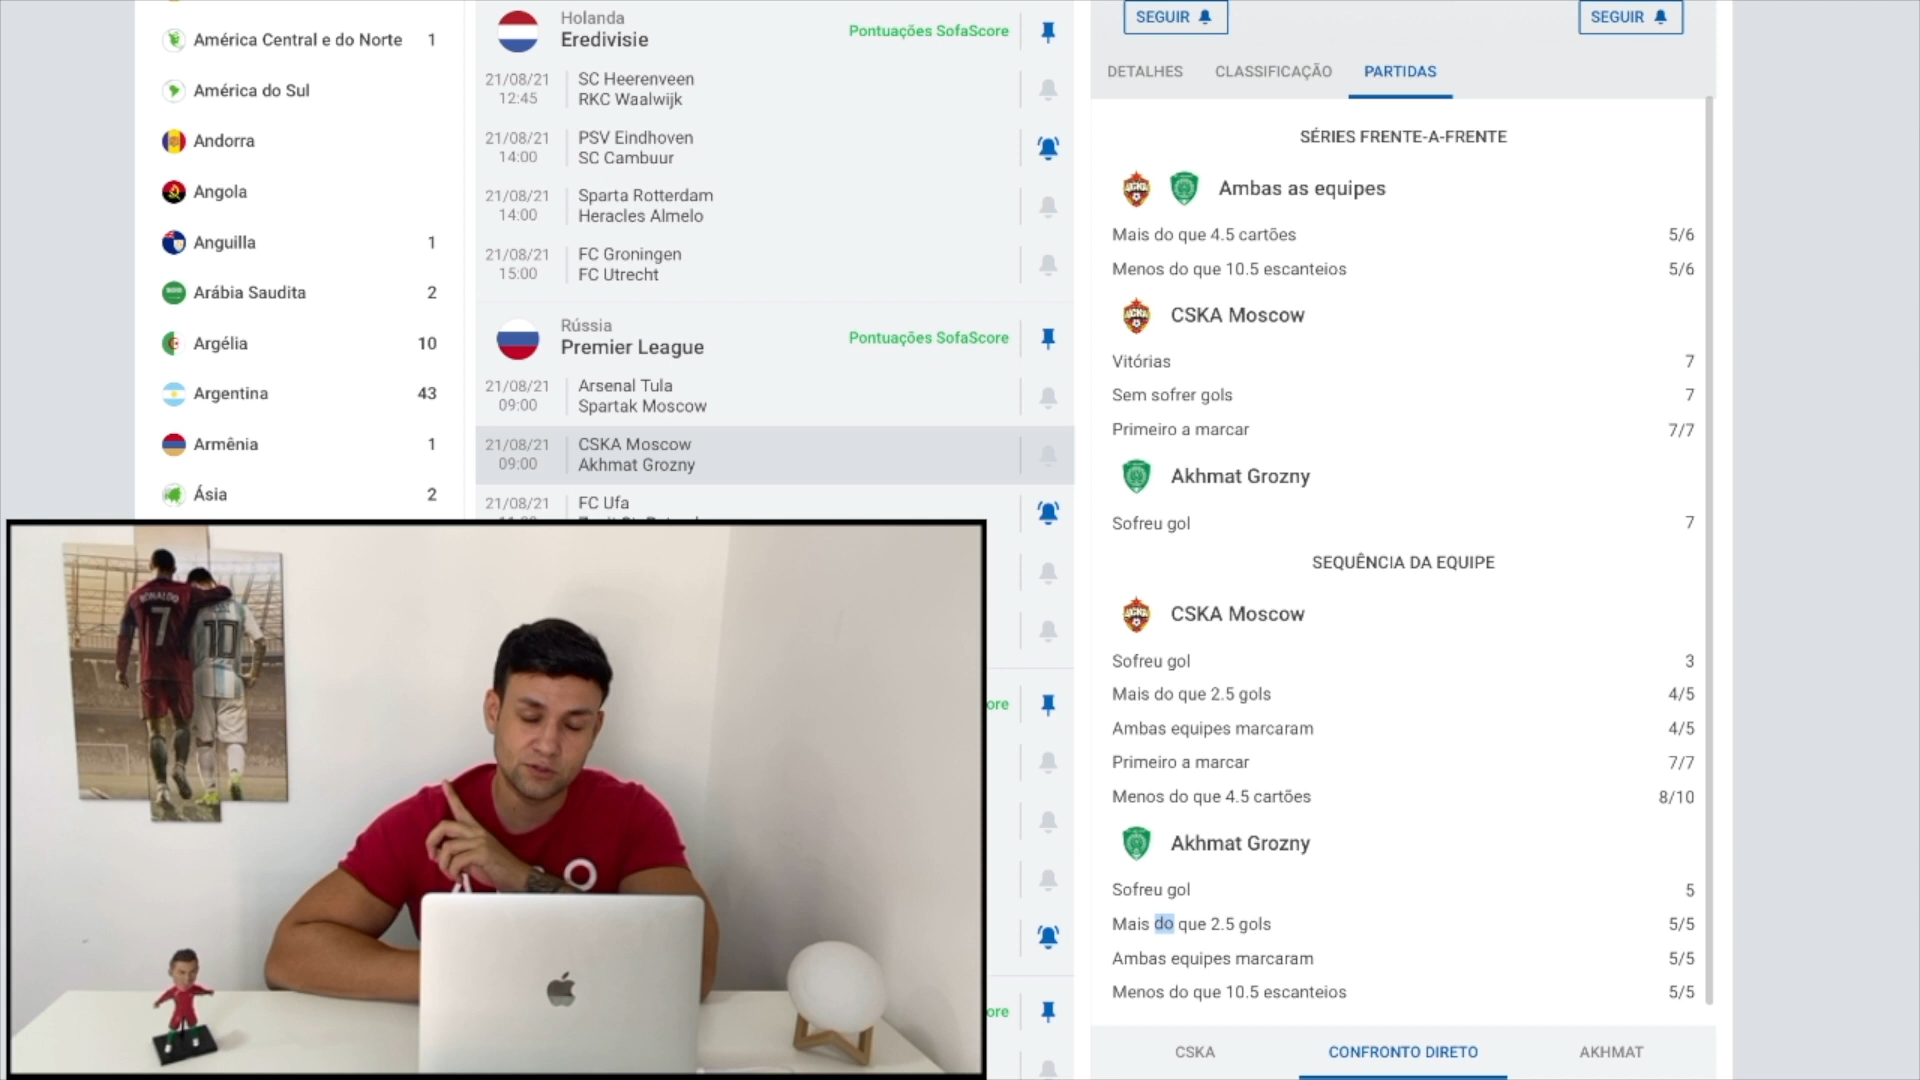 América Central e do Norte 1
América do Sul
Andorra
Angola
Anguilla 1
Arábia Saudita 2
Argélia 10
Argentina 43
Armênia 1
Ásia 2
Holanda
Eredivisie
Pontuações SofaScore
21/08/21 SC Heerenveen
12:45 RKC Waalwijk
21/08/21 PSV Eindhoven
14:00 SC Cambuur
21/08/21 Sparta Rotterdam
14:00 Heracles Almelo
21/08/21 FC Groningen
15:00 FC Utrecht
Rússia
Premier League
Pontuações SofaScore
21/08/21 Arsenal Tula
09:00 Spartak Moscow
21/08/21 CSKA Moscow
09:00 Akhmat Grozny
21/08/21 FC Ufa
ore
ore
RONALDO
7
10
SEGUIR SEGUIR
DETALHES CLASSIFICAÇÃO PARTIDAS
SÉRIES FRENTE-A-FRENTE
Ambas as equipes
Mais do que 4.5 cartões 5/6
Menos do que 10.5 escanteios 5/6
CSKA Moscow
Vitórias 7
Sem sofrer gols 7
Primeiro a marcar 7/7
Akhmat Grozny
Sofreu gol 7
SEQUÊNCIA DA EQUIPE
CSKA Moscow
Sofreu gol 3
Mais do que 2.5 gols 4/5
Ambas equipes marcaram 4/5
Primeiro a marcar 7/7
Menos do que 4.5 cartões 8/10
Akhmat Grozny
Sofreu gol 5
Mais do que 2.5 gols 5/5
Ambas equipes marcaram 5/5
Menos do que 10.5 escanteios 5/5
CSKA CONFRONTO DIRETO AKHMAT